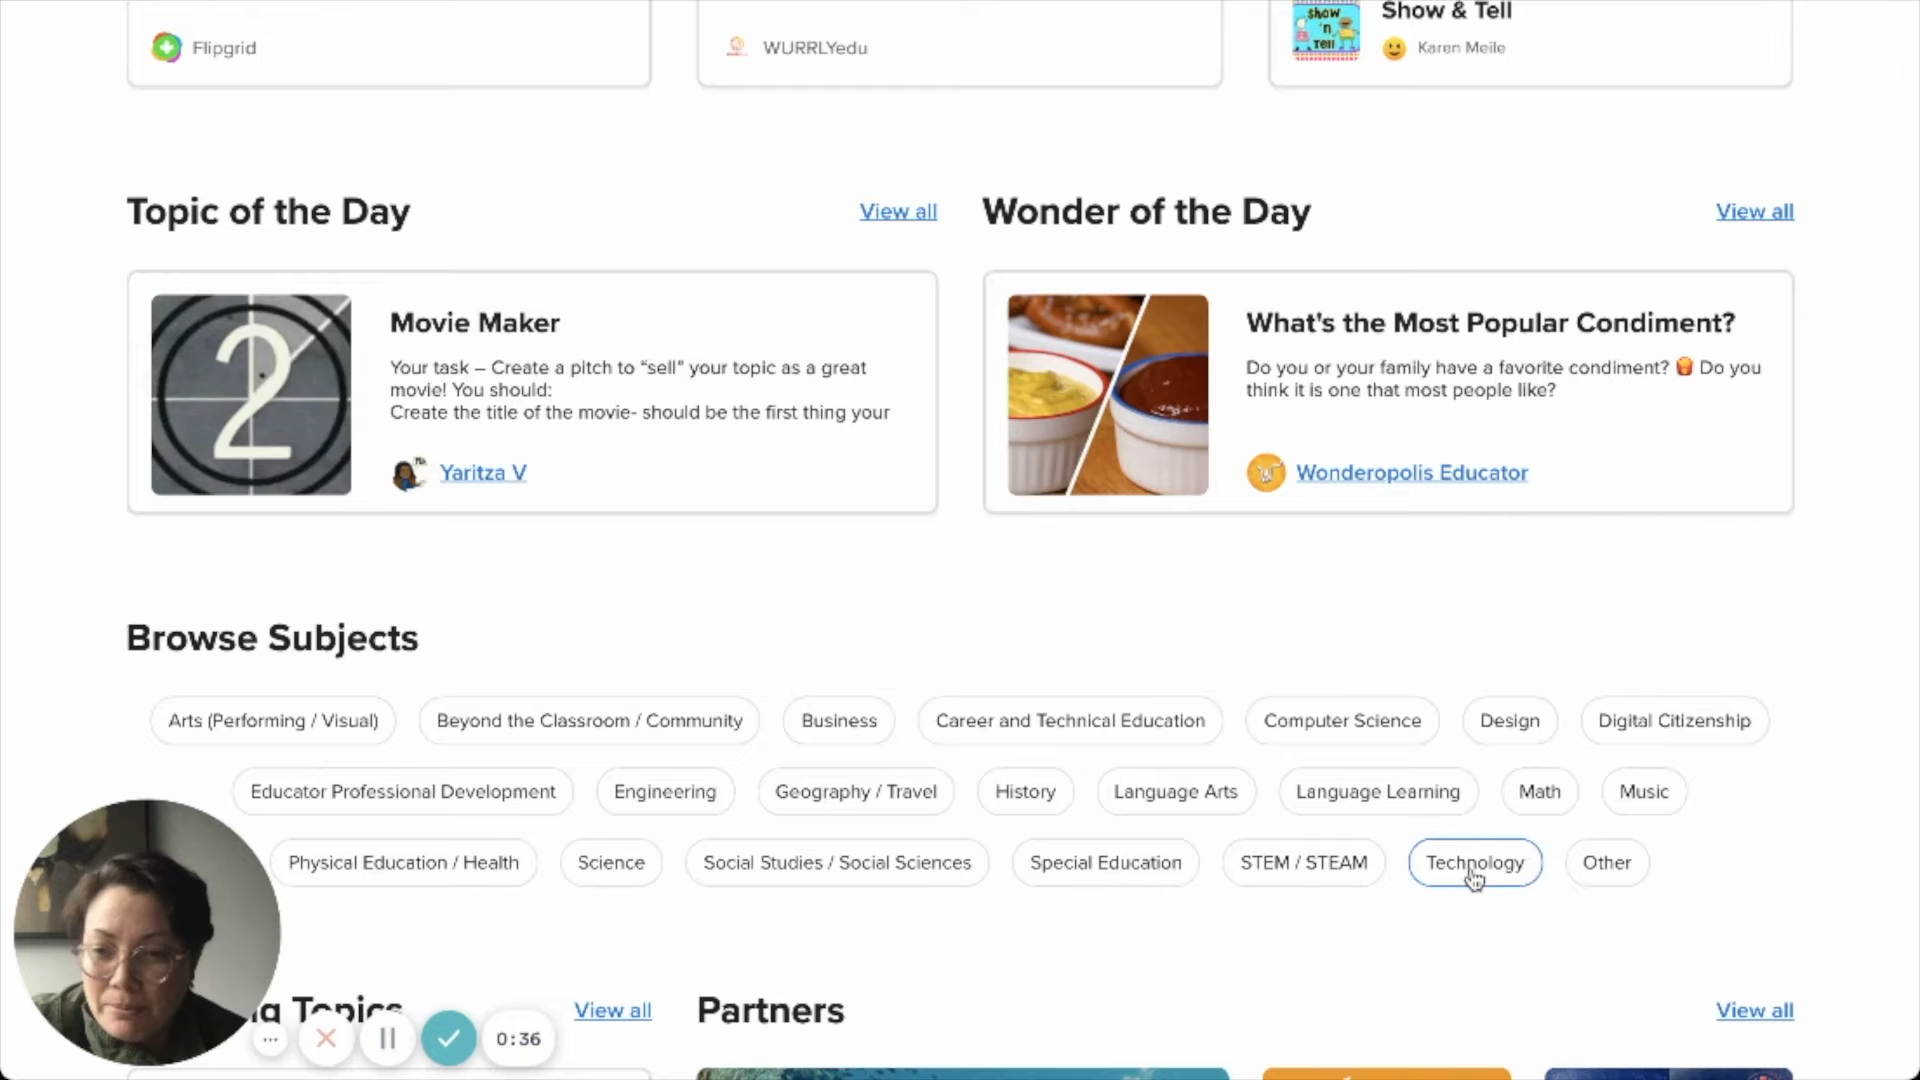 Flipgrid
WURRLYedu
Show
'n
Tell
Show & Tell
Karen Meile
Topic of the Day
View all
Wonder of the Day
View all
2
Movie Maker
Your task – Create a pitch to “sell” your topic as a great
movie! You should:
Create the title of the movie- should be the first thing your
Yaritza V
What's the Most Popular Condiment?
Do you or your family have a favorite condiment? 🍟 Do you
think it is one that most people like?
Wonderopolis Educator
Browse Subjects
Arts (Performing / Visual)
Beyond the Classroom / Community
Business
Career and Technical Education
Computer Science
Design
Digital Citizenship
Educator Professional Development
Engineering
Geography / Travel
History
Language Arts
Language Learning
Math
Music
Physical Education / Health
Science
Social Studies / Social Sciences
Special Education
STEM / STEAM
Technology
Other
Topics
View all
Partners
View all
0:36